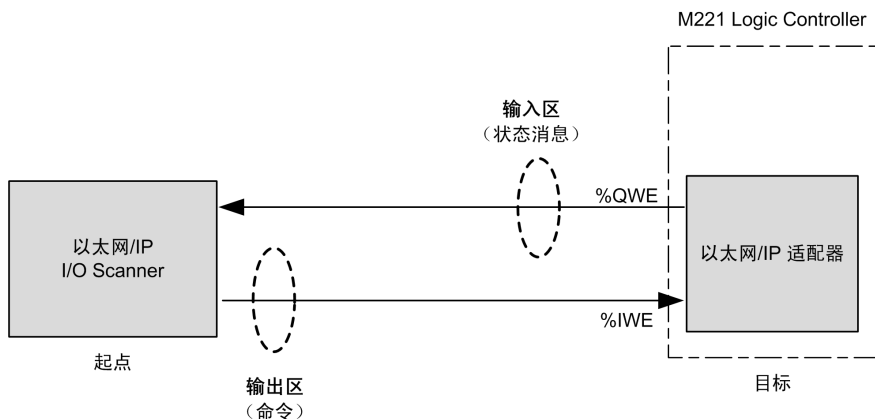 M221 Logic Controller
输入区
（状态消息）
%QWE
以太网/IP
I/O Scanner
以太网/IP 适配器
%IWE
起点
目标
输出区
（命令）